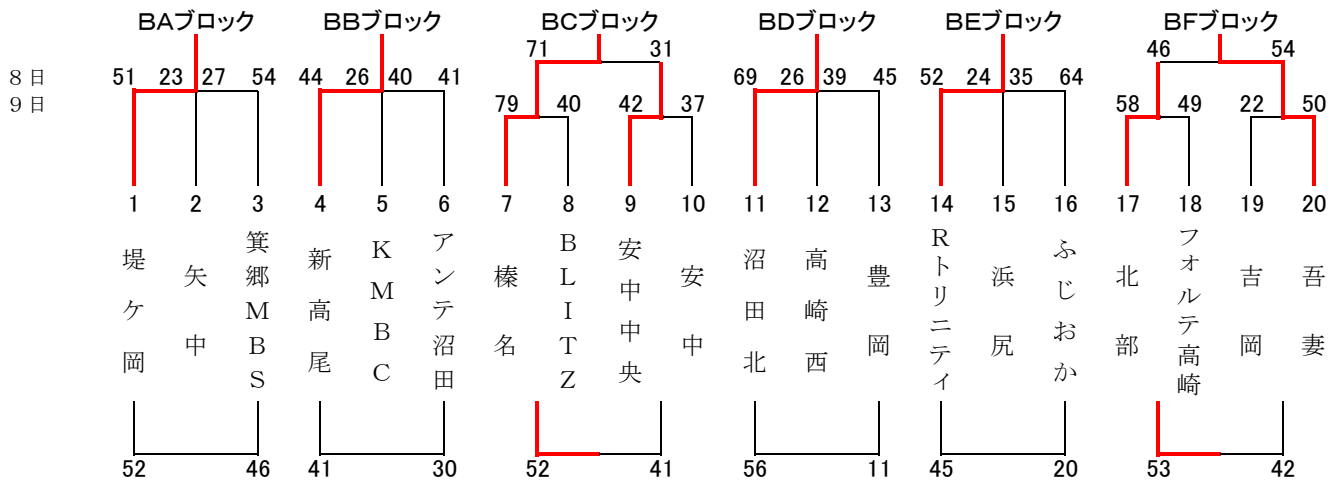 BAブロック BBブロック BCブロック BDブロック BEブロック BFブロック
71 31 46 54
8日 51 23 27 54 44 26 40 41 69 26 39 45 52 24 35 64
9日 79 40 42 37 58 49 22 50
1 2 3 4 5 6 7 8 9 10 11 12 13 14 15 16 17 18 19 20
堤ケ岡
矢中
箕郷MBS
新高尾
KMBC
アンテ沼田
榛名
BLITZ
安中中央
安中
沼田北
高崎西
豊岡
Rトリニテイ
浜尻
ふじおか
北部
フォルテ高崎
吉岡
吾妻
52 46 41 30 52 41 56 11 45 20 53 42